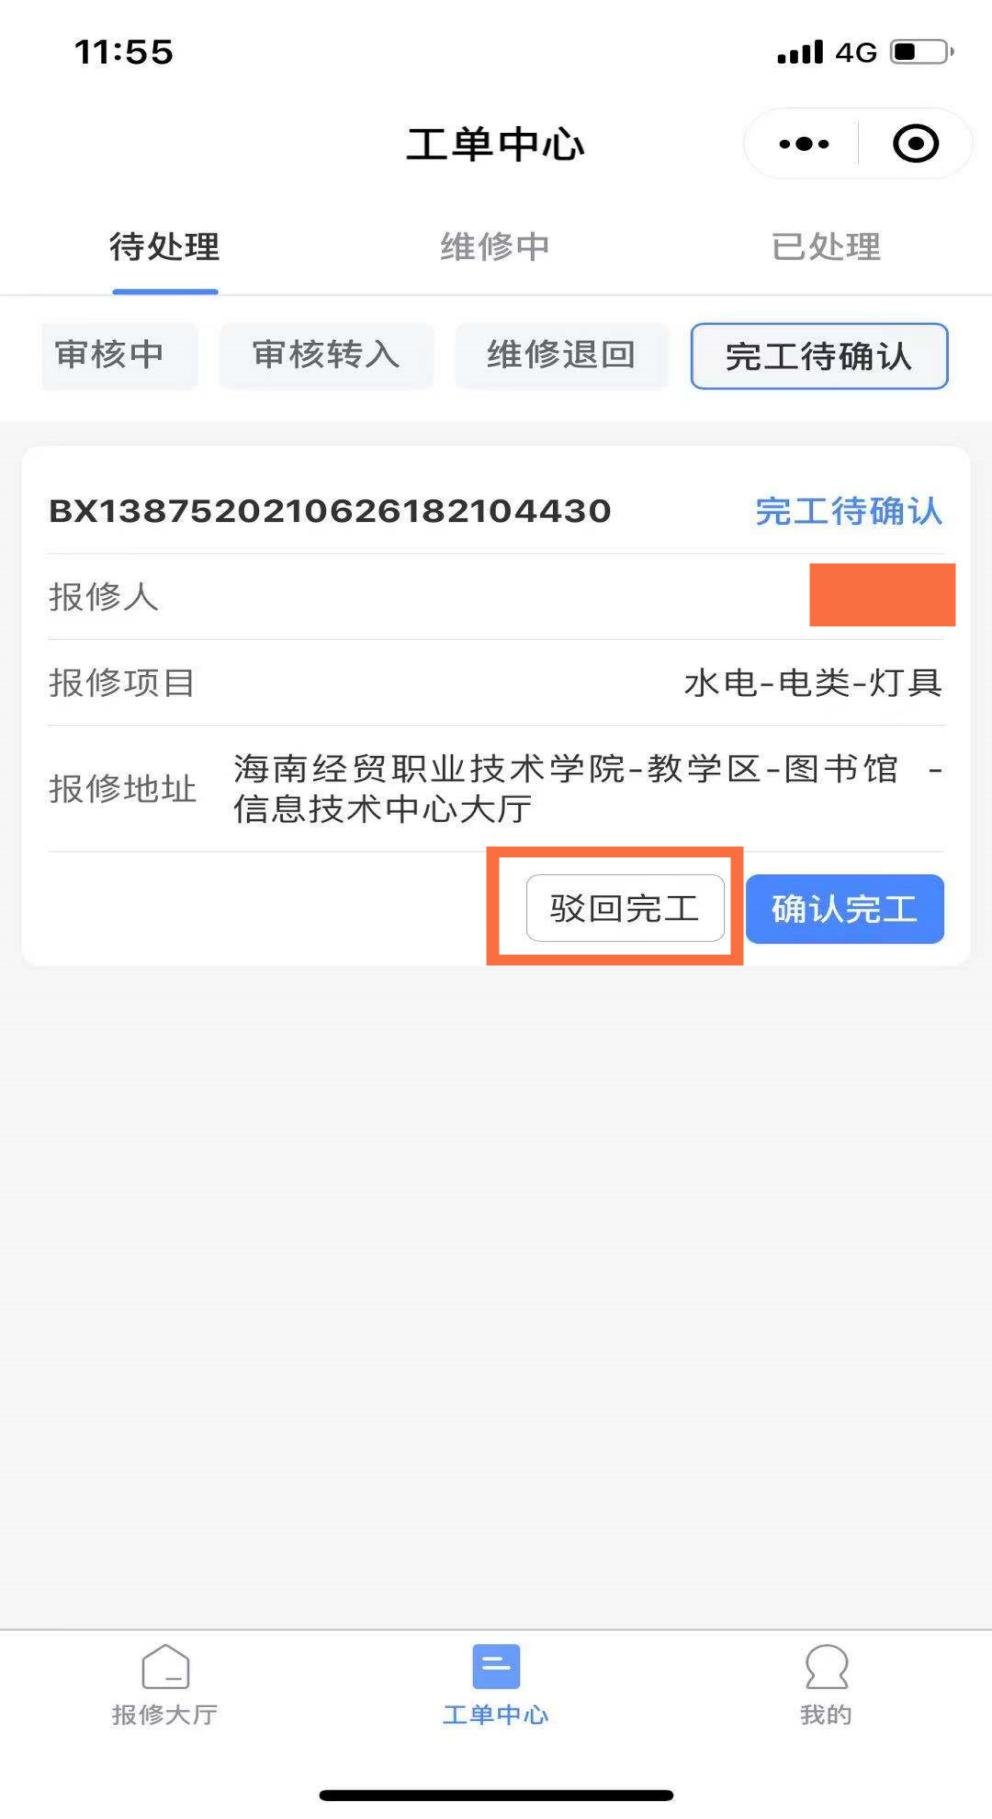 11:55
4G
工单中心
待处理 维修中 已处理
审核中 审核转入 维修退回 完工待确认
BX138752021062618210​4430 完工待确认
报修人
报修项目 水电-电类-灯具
报修地址 海南经贸职业技术学院-教学区-图书馆 -
信息技术中心大厅
驳回完工 确认完工
报修大厅 工单中心 我的